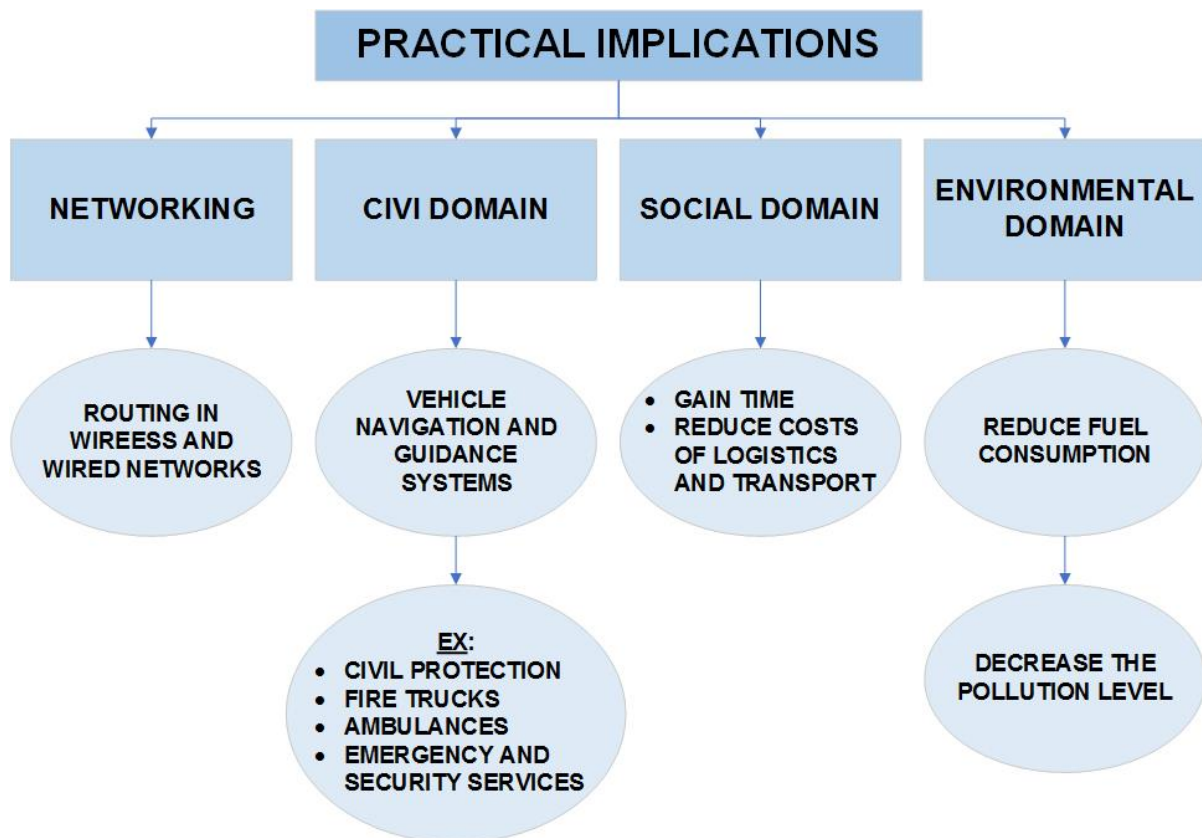 PRACTICAL IMPLICATIONS
NETWORKING
CIVI DOMAIN
SOCIAL DOMAIN
ENVIRONMENTAL
DOMAIN
ROUTING IN
WIREESS AND
WIRED NETWORKS
VEHICLE
NAVIGATION AND
GUIDANCE
SYSTEMS
• GAIN TIME
• REDUCE COSTS
OF LOGISTICS
AND TRANSPORT
REDUCE FUEL
CONSUMPTION
EX:
• CIVIL PROTECTION
• FIRE TRUCKS
• AMBULANCES
• EMERGENCY AND
SECURITY SERVICES
DECREASE THE
POLLUTION LEVEL